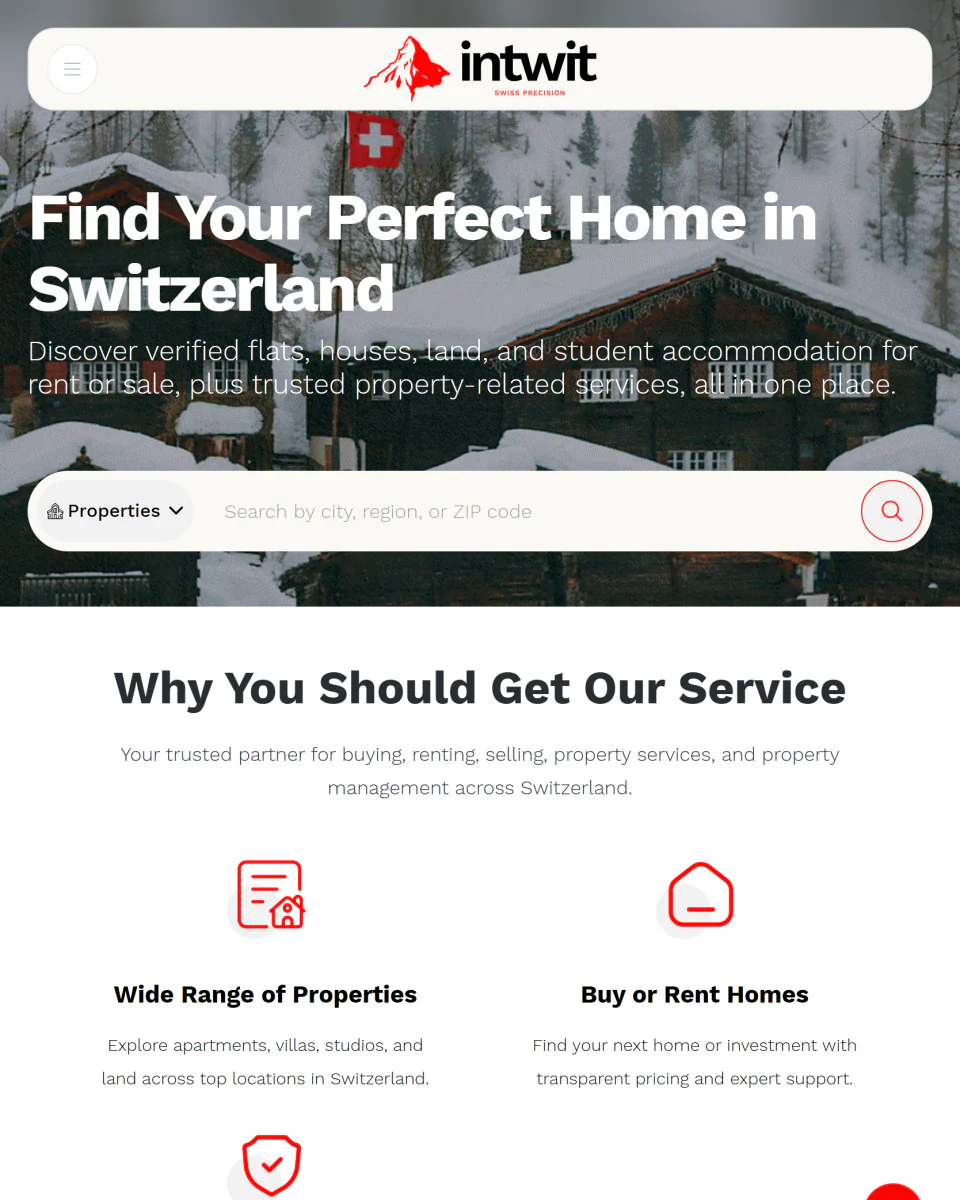 intwit
SWISS PRECISION
Find Your Perfect Home in
Switzerland
Discover verified flats, houses, land, and student accommodation for
rent or sale, plus trusted property-related services, all in one place.
Properties
Search by city, region, or ZIP code
Why You Should Get Our Service
Your trusted partner for buying, renting, selling, property services, and property
management across Switzerland.
Wide Range of Properties
Explore apartments, villas, studios, and
land across top locations in Switzerland.
Buy or Rent Homes
Find your next home or investment with
transparent pricing and expert support.